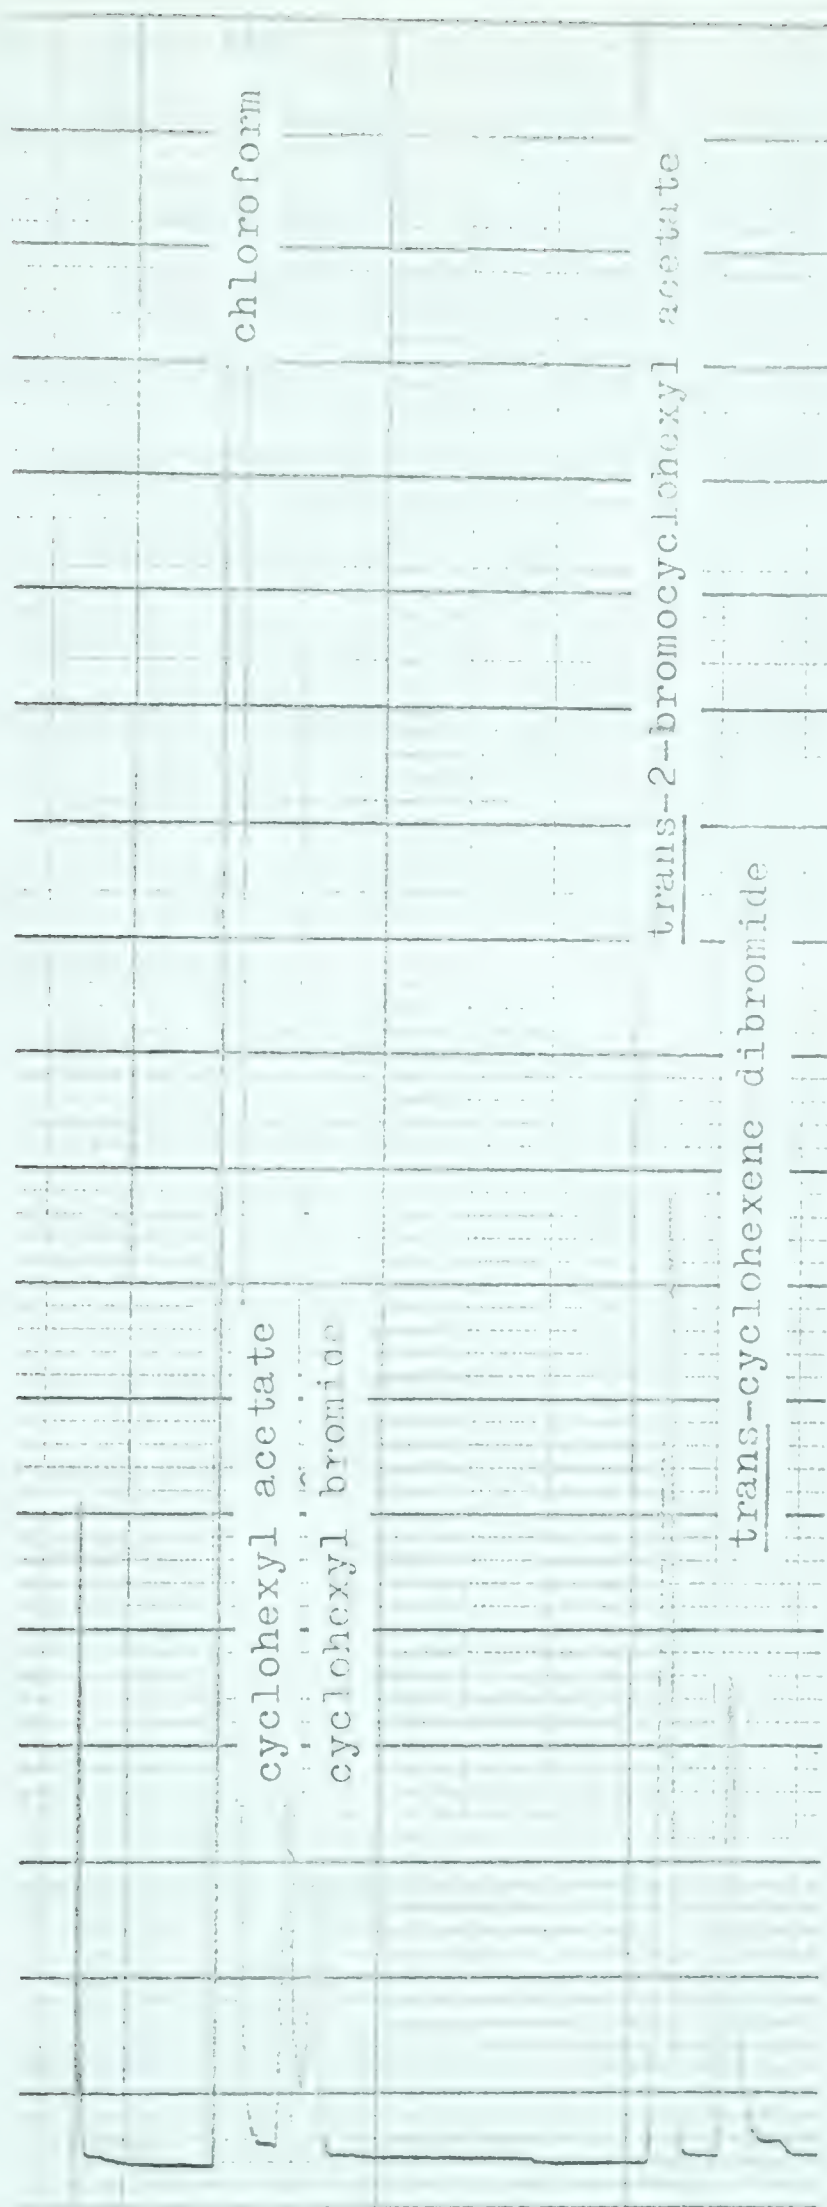 chloroform
cyclohexyl acetate
cyclohexyl bromide
trans-2-bromocyclohexyl acetate
trans-cyclohexene dibromide